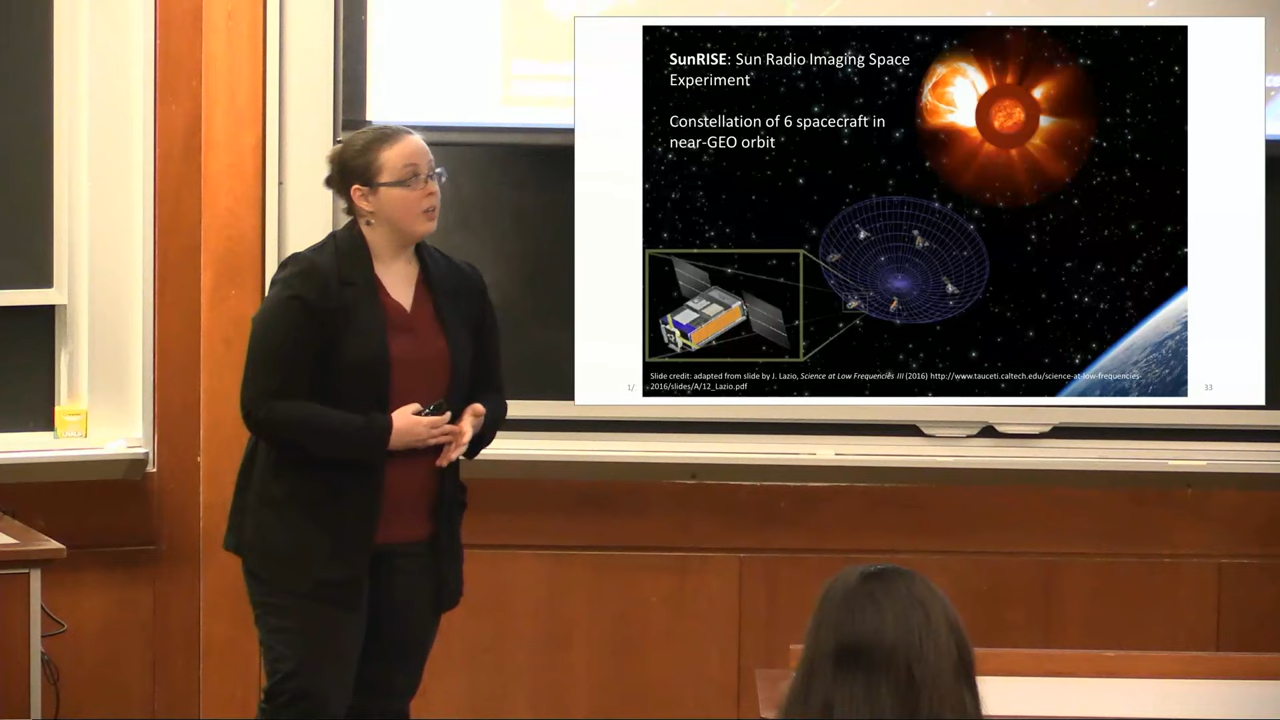 SunRISE: Sun Radio Imaging Space
Experiment
Constellation of 6 spacecraft in
near-GEO orbit
Slide credit: adapted from slide by J. Lazio, Science at Low Frequencies III (2016) http://www.tauceti.caltech.edu/science-at-low-frequencies-
2016/slides/A/12_Lazio.pdf
1/
33